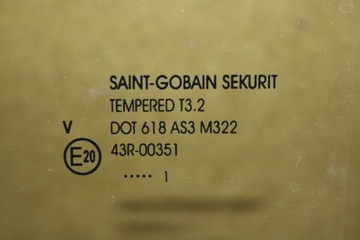 SAINT-GOBAIN SEKURIT
TEMPERED T3.2
V DOT 618 AS3 M322
E20 43R-00351
..... 1